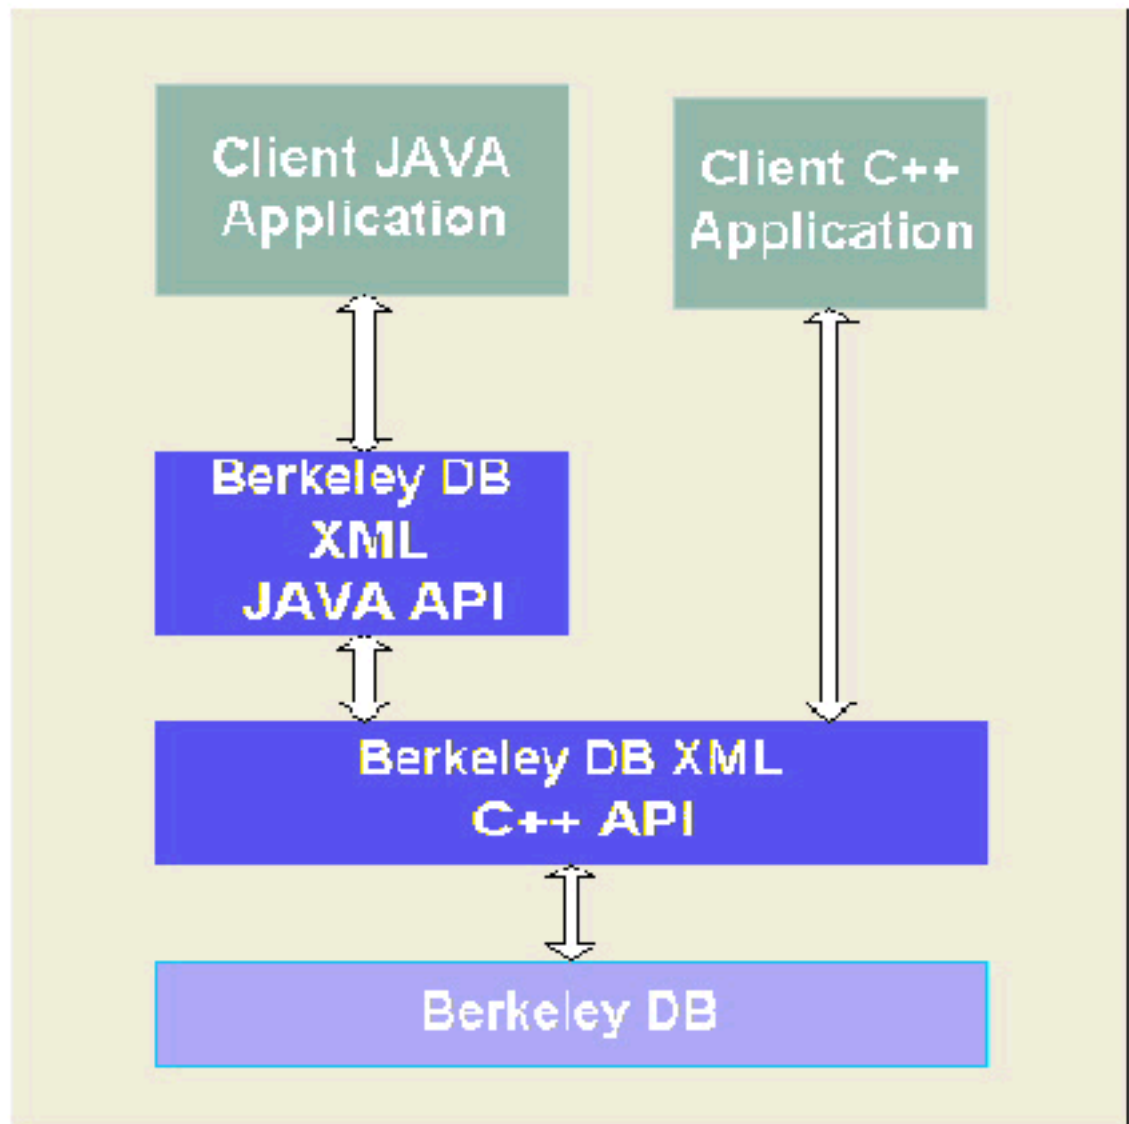 Client JAVA
Application
Client C++
Application
Berkeley DB
XML
JAVA API
Berkeley DB XML
C++ API
Berkeley DB